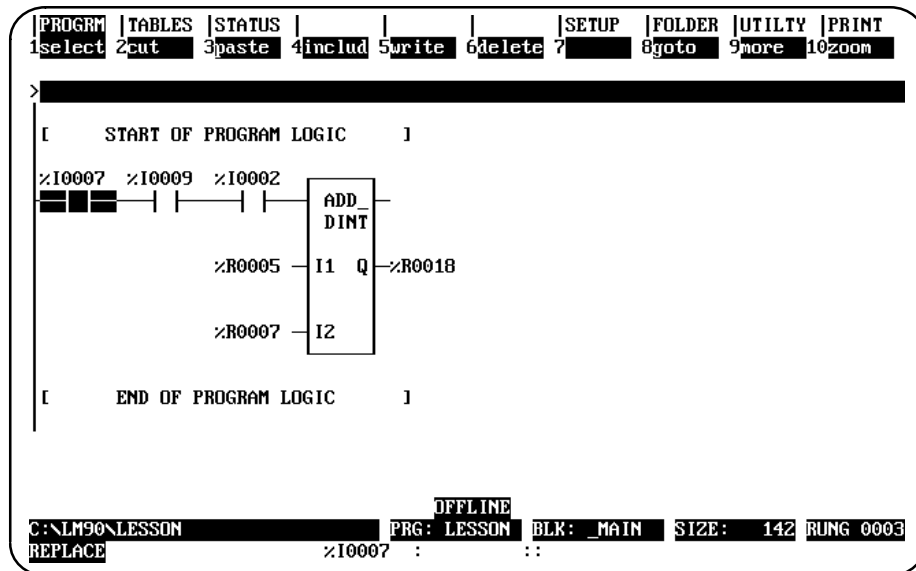 PROGRM |TABLES |STATUS | | |SETUP |FOLDER |UTILTY |PRINT
1select 2cut 3paste 4includ 5write 6delete 7 8goto 9more 10zoom
>
[ START OF PROGRAM LOGIC ]
%I0007 %I0009 %I0002
ADD_
DINT
%R0005 I1 Q %R0018
%R0007 I2
[ END OF PROGRAM LOGIC ]
OFFLINE
C:\LM90\LESSON PRG: LESSON BLK: _MAIN SIZE: 142 RUNG 0003
REPLACE %I0007 : ::